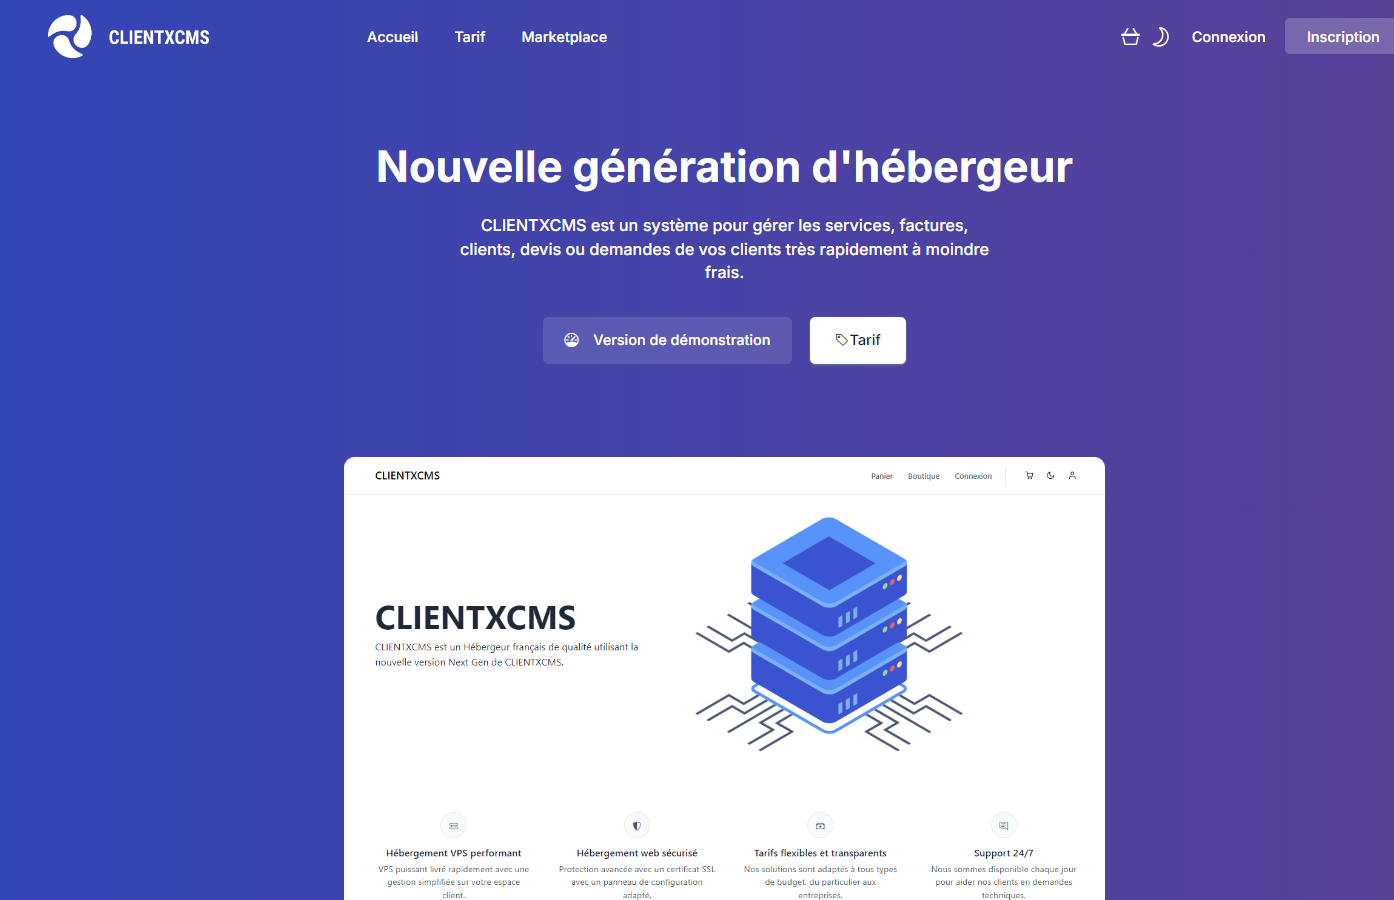 CLIENTXCMS
Accueil
Tarif
Marketplace
Connexion
Inscription
Nouvelle génération d'hébergeur
CLIENTXCMS est un système pour gérer les services, factures,
clients, devis ou demandes de vos clients très rapidement à moindre
frais.
Version de démonstration
Tarif
CLIENTXCMS
Panier
Boutique
Connexion
CLIENTXCMS
CLIENTXCMS est un Hébergeur français de qualité utilisant la
nouvelle version Next Gen de CLIENTXCMS.
Hébergement VPS performant
VPS puissant livré rapidement avec une
gestion simplifiée sur votre espace
client.
Hébergement web sécurisé
Protection avancée avec un certificat SSL
avec un panneau de configuration
adapté.
Tarifs flexibles et transparents
Nos solutions sont adaptés à tous types
de budget, du particulier aux
entreprises.
Support 24/7
Nous sommes disponible chaque jour
pour aider nos clients en demandes
techniques.